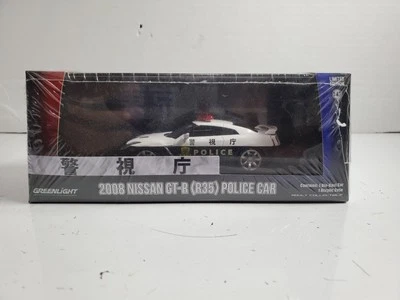 LIMITED
EDITION
警視庁
POLICE
警視庁
GREENLIGHT
2008 NISSAN GT-R (R35) POLICE CAR